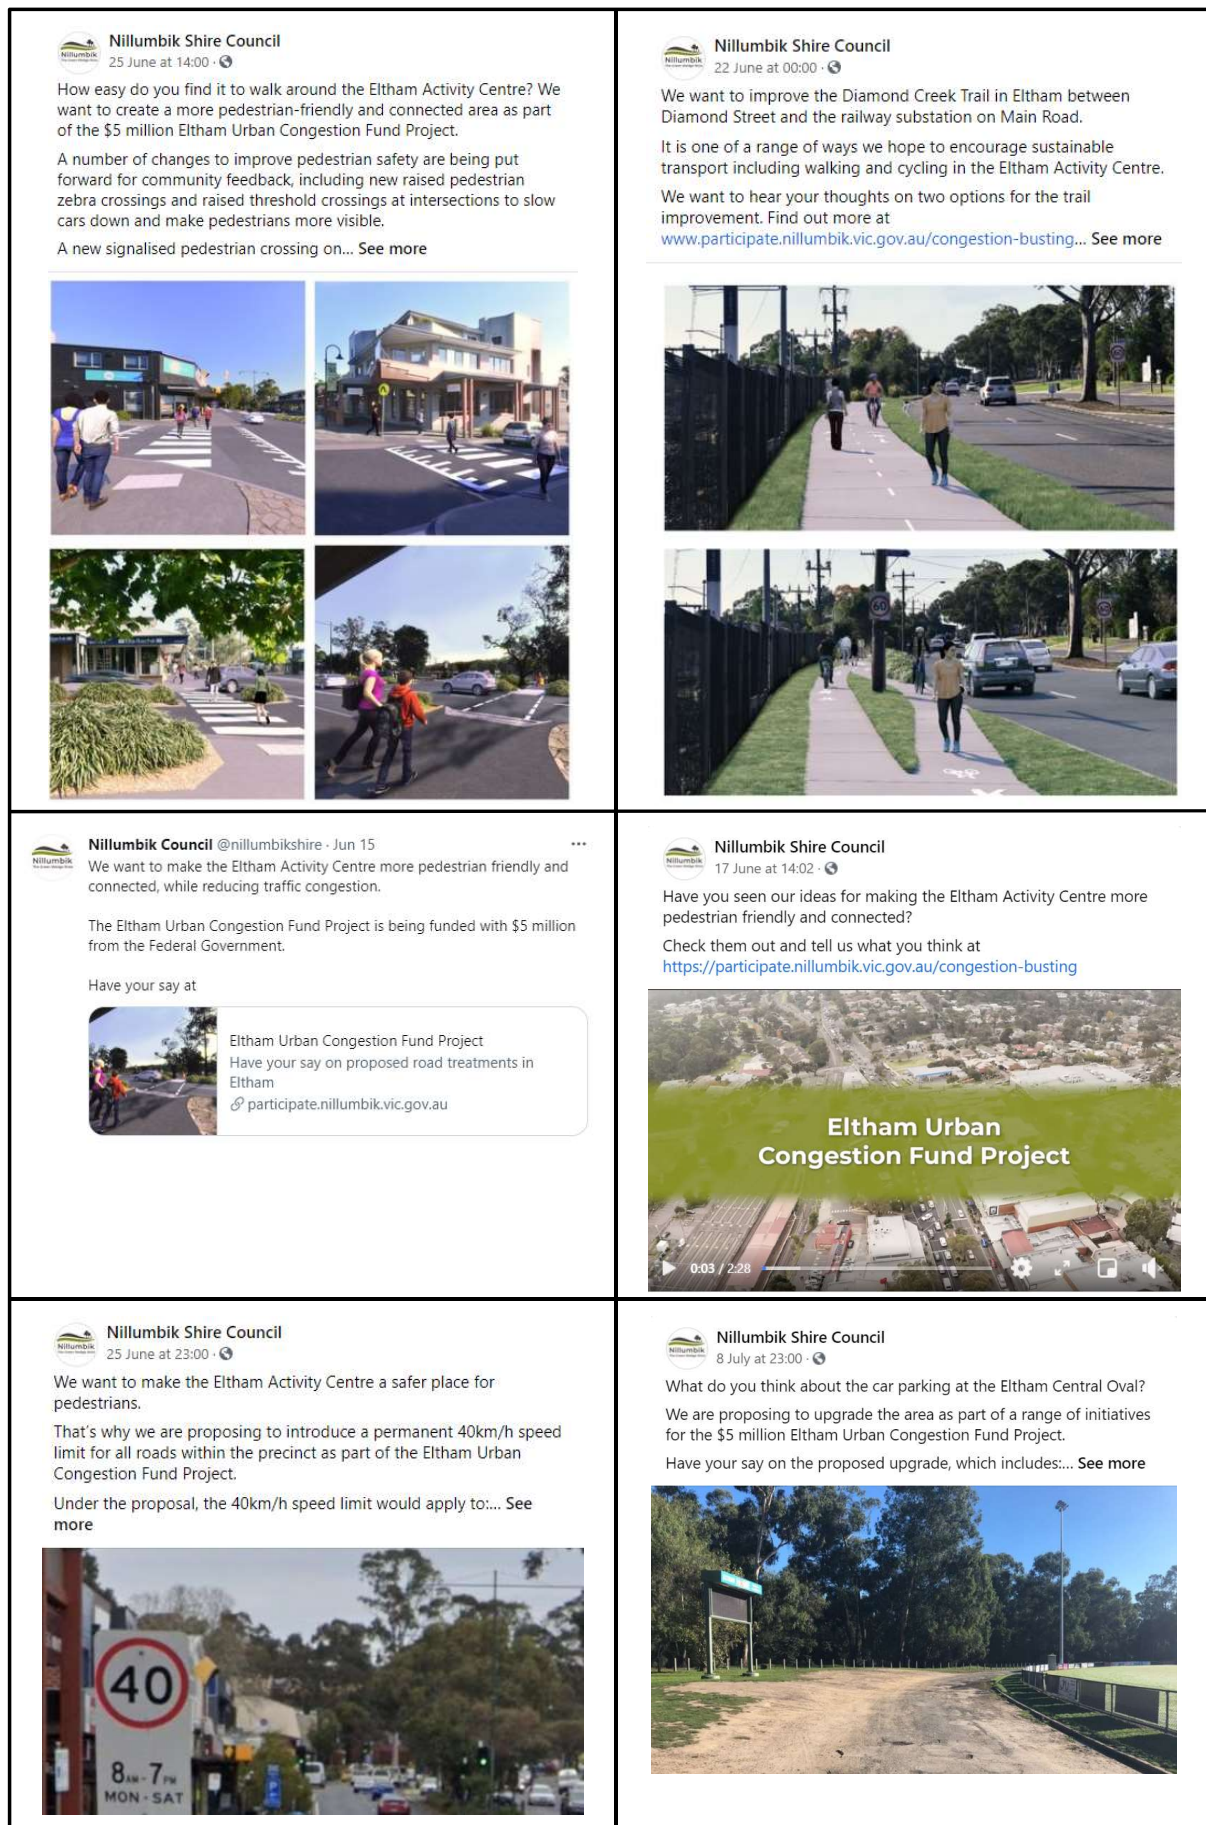 Nillumbik Shire Council
25 June at 14:00 ·
How easy do you find it to walk around the Eltham Activity Centre? We
want to create a more pedestrian-friendly and connected area as part
of the $5 million Eltham Urban Congestion Fund Project.
A number of changes to improve pedestrian safety are being put
forward for community feedback, including new raised pedestrian
zebra crossings and raised threshold crossings at intersections to slow
cars down and make pedestrians more visible.
A new signalised pedestrian crossing on... See more
Nillumbik Shire Council
22 June at 00:00 ·
We want to improve the Diamond Creek Trail in Eltham between
Diamond Street and the railway substation on Main Road.
It is one of a range of ways we hope to encourage sustainable
transport including walking and cycling in the Eltham Activity Centre.
We want to hear your thoughts on two options for the trail
improvement. Find out more at
www.participate.nillumbik.vic.gov.au/congestion-busting... See more
60
Nillumbik
Nillumbik Council @nillumbikshire · Jun 15
We want to make the Eltham Activity Centre more pedestrian friendly and
connected, while reducing traffic congestion.
The Eltham Urban Congestion Fund Project is being funded with $5 million
from the Federal Government.
Have your say at
Eltham Urban Congestion Fund Project
Have your say on proposed road treatments in
Eltham
participate.nillumbik.vic.gov.au
Nillumbik Shire Council
17 June at 14:02 ·
Have you seen our ideas for making the Eltham Activity Centre more
pedestrian friendly and connected?
Check them out and tell us what you think at
https://participate.nillumbik.vic.gov.au/congestion-busting
Eltham Urban
Congestion Fund Project
0:03 / 2:28
Nillumbik Shire Council
25 June at 23:00 ·
We want to make the Eltham Activity Centre a safer place for
pedestrians.
That's why we are proposing to introduce a permanent 40km/h speed
limit for all roads within the precinct as part of the Eltham Urban
Congestion Fund Project.
Under the proposal, the 40km/h speed limit would apply to:... See
more
40
8AM - 7PM
MON - SAT
P
Nillumbik Shire Council
8 July at 23:00 ·
What do you think about the car parking at the Eltham Central Oval?
We are proposing to upgrade the area as part of a range of initiatives
for the $5 million Eltham Urban Congestion Fund Project.
Have your say on the proposed upgrade, which includes:... See more